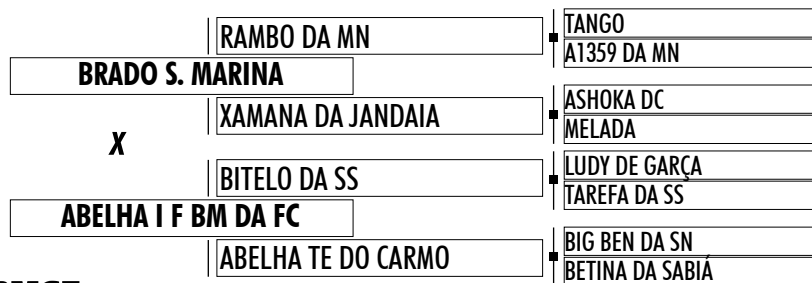 TANGO
RAMBO DA MN
A1359 DA MN
BRADO S. MARINA
ASHOKA DC
XAMANA DA JANDAIA
MELADA
X
LUDY DE GARÇA
BITELO DA SS
TAREFA DA SS
ABELHA I F BM DA FC
BIG BEN DA SN
ABELHA TE DO CARMO
BETINA DA SABIÁ